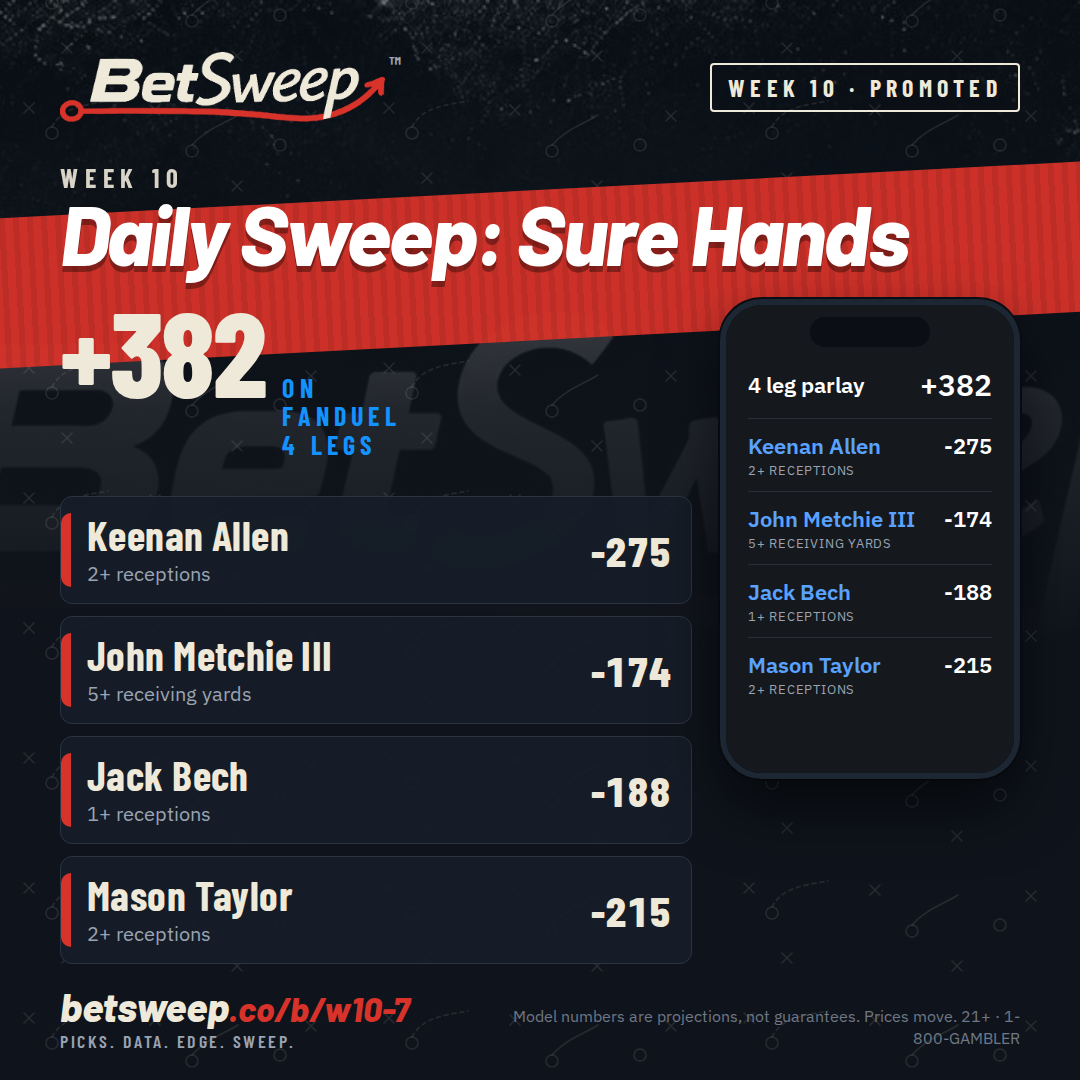 BetSweep™
WEEK 10 · PROMOTED
WEEK 10
Daily Sweep: Sure Hands
+382
ON
FANDUEL
4 LEGS
Keenan Allen
2+ receptions
-275
John Metchie III
5+ receiving yards
-174
Jack Bech
1+ receptions
-188
Mason Taylor
2+ receptions
-215
4 leg parlay +382
Keenan Allen -275
2+ RECEPTIONS
John Metchie III -174
5+ RECEIVING YARDS
Jack Bech -188
1+ RECEPTIONS
Mason Taylor -215
2+ RECEPTIONS
betsweep.co/b/w10-7
PICKS. DATA. EDGE. SWEEP.
Model numbers are projections, not guarantees. Prices move. 21+ · 1-
800-GAMBLER